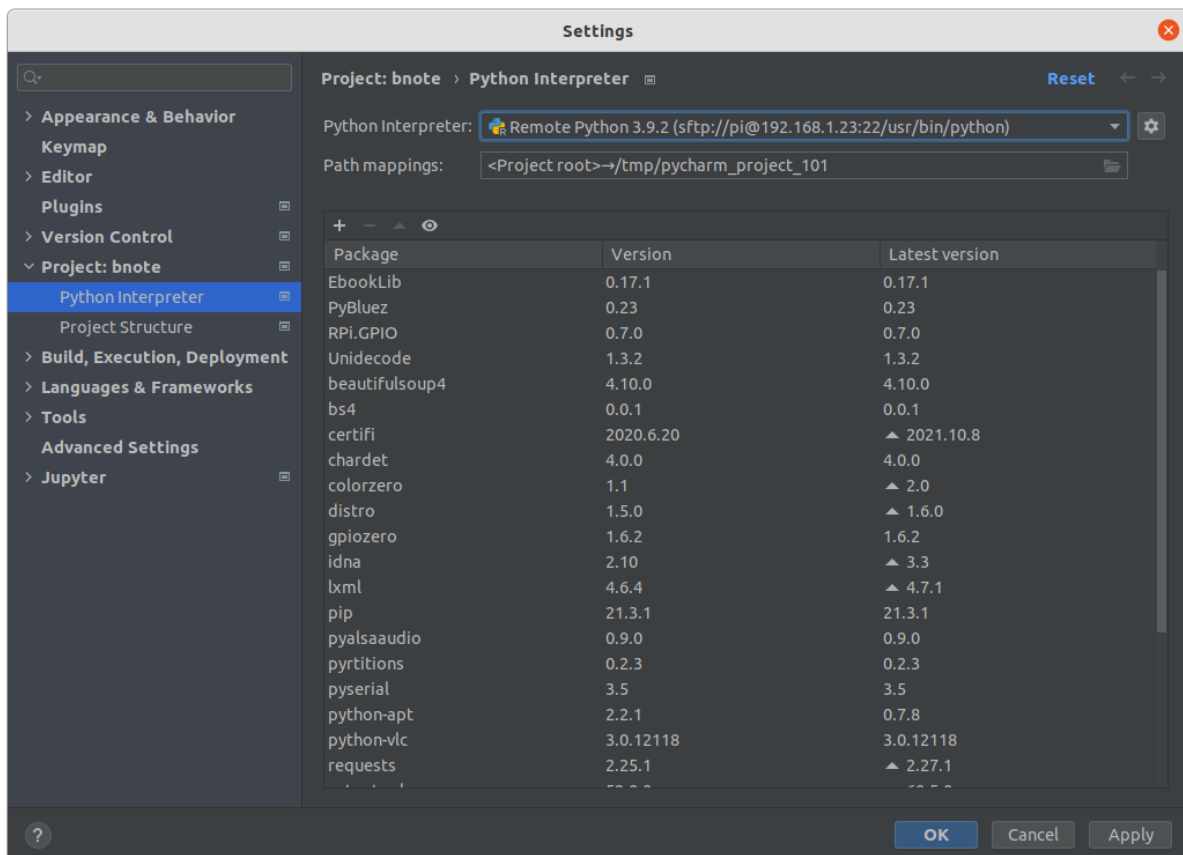 Settings
Appearance & Behavior
Keymap
Editor
Plugins
Version Control
Project: bnote
Python Interpreter
Project Structure
Build, Execution, Deployment
Languages & Frameworks
Tools
Advanced Settings
Jupyter
Project: bnote › Python Interpreter Reset
Python Interpreter: Remote Python 3.9.2 (sftp://pi@192.168.1.23:22/usr/bin/python)
Path mappings: <Project root>→/tmp/pycharm_project_101
Package Version Latest version
EbookLib 0.17.1 0.17.1
PyBluez 0.23 0.23
RPi.GPIO 0.7.0 0.7.0
Unidecode 1.3.2 1.3.2
beautifulsoup4 4.10.0 4.10.0
bs4 0.0.1 0.0.1
certifi 2020.6.20 2021.10.8
chardet 4.0.0 4.0.0
colorzero 1.1 2.0
distro 1.5.0 1.6.0
gpiozero 1.6.2 1.6.2
idna 2.10 3.3
lxml 4.6.4 4.7.1
pip 21.3.1 21.3.1
pyalsaaudio 0.9.0 0.9.0
pyrtitions 0.2.3 0.2.3
pyserial 3.5 3.5
python-apt 2.2.1 0.7.8
python-vlc 3.0.12118 3.0.12118
requests 2.25.1 2.27.1
? OK Cancel Apply